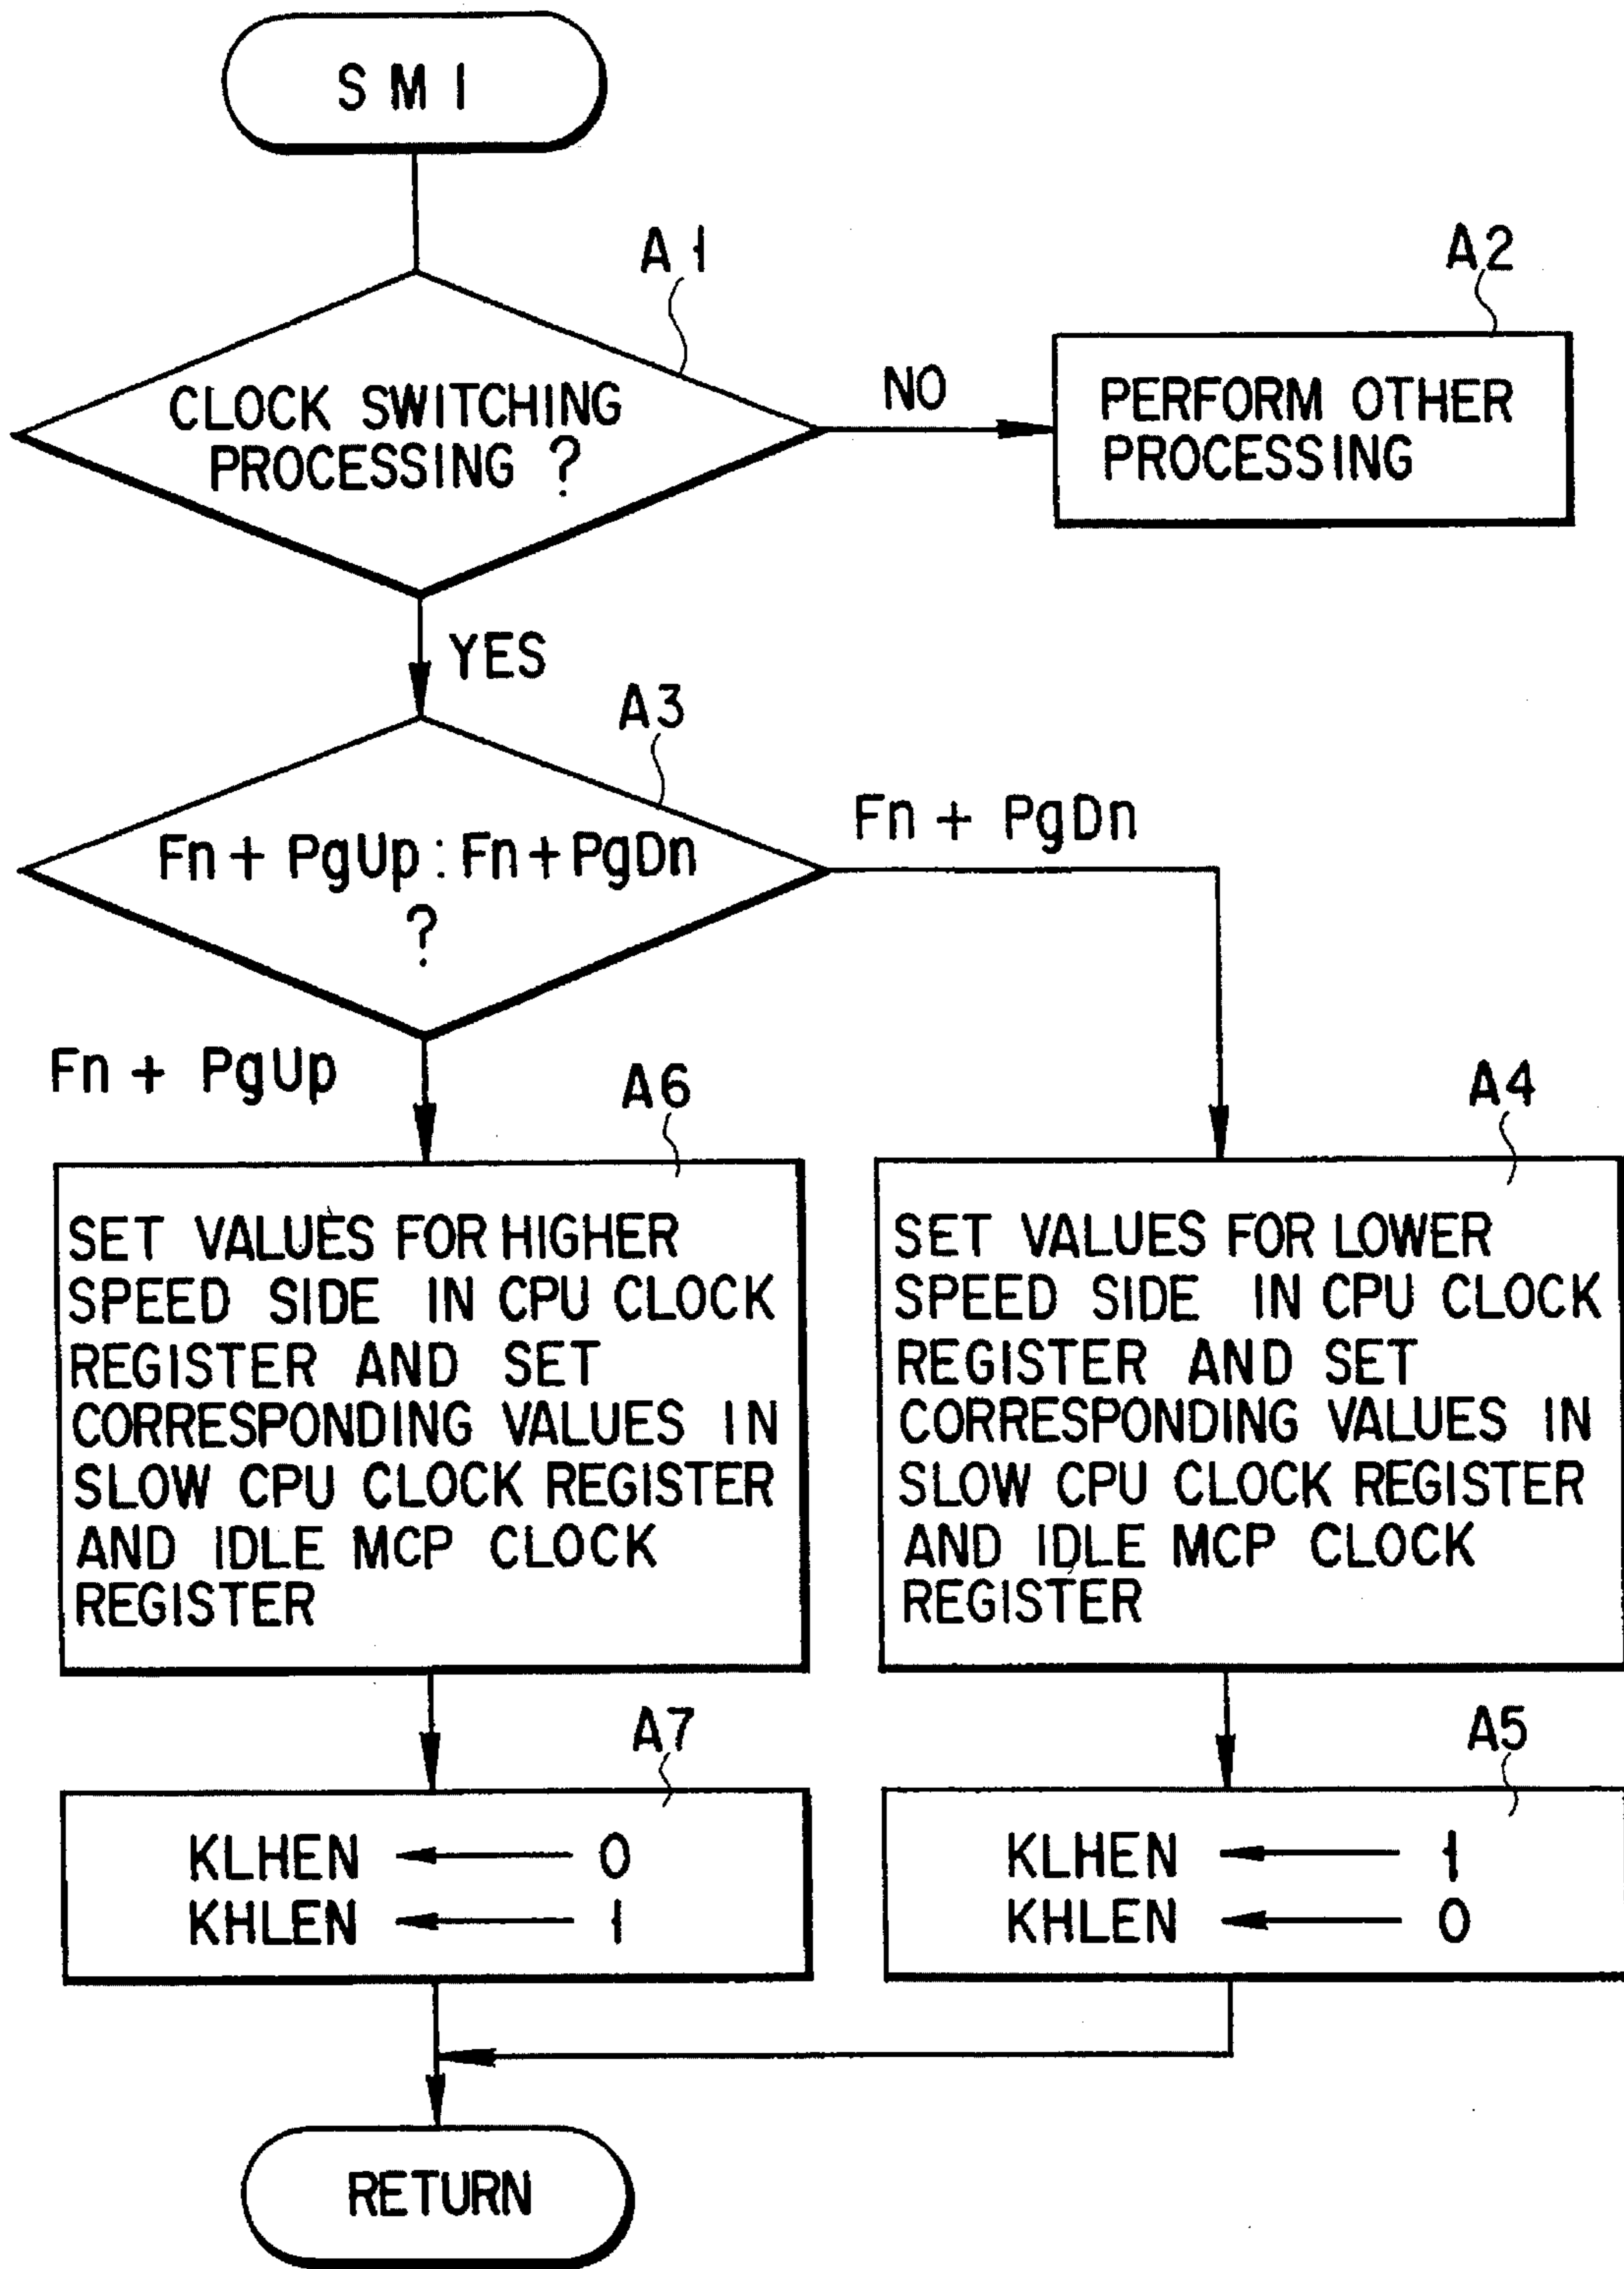 SMI
A1
CLOCK SWITCHING
PROCESSING ?
NO
A2
PERFORM OTHER
PROCESSING
YES
A3
Fn + PgUp : Fn + PgDn
?
Fn + PgDn
Fn + PgUp
A6
SET VALUES FOR HIGHER
SPEED SIDE IN CPU CLOCK
REGISTER AND SET
CORRESPONDING VALUES IN
SLOW CPU CLOCK REGISTER
AND IDLE MCP CLOCK
REGISTER
A4
SET VALUES FOR LOWER
SPEED SIDE IN CPU CLOCK
REGISTER AND SET
CORRESPONDING VALUES IN
SLOW CPU CLOCK REGISTER
AND IDLE MCP CLOCK
REGISTER
A7
KLHEN ← 0
KHLEN ← 1
A5
KLHEN ← 1
KHLEN ← 0
RETURN